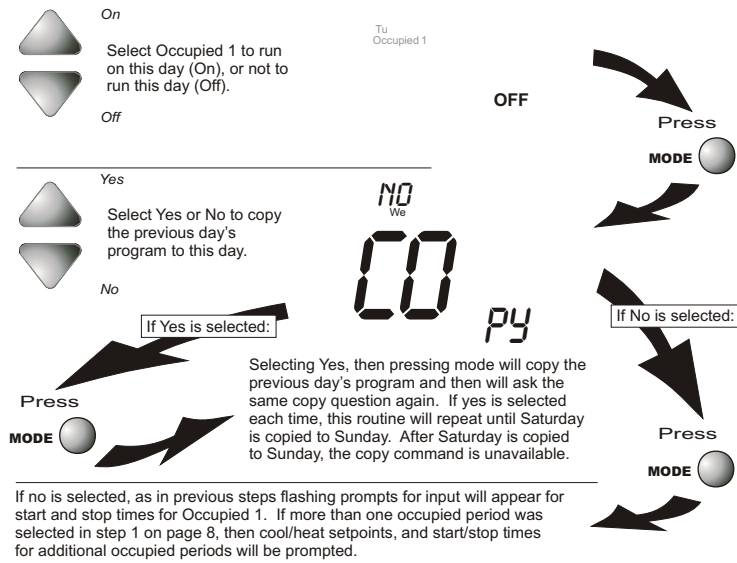 On
Select Occupied 1 to run
on this day (On), or not to
run this day (Off).
Off
Tu
Occupied 1
OFF
Press
MODE
Yes
Select Yes or No to copy
the previous day's
program to this day.
No
NO
We
CO
PY
If Yes is selected:
If No is selected:
Press
MODE
Selecting Yes, then pressing mode will copy the
previous day's program and then will ask the
same copy question again. If yes is selected
each time, this routine will repeat until Saturday
is copied to Sunday. After Saturday is copied
to Sunday, the copy command is unavailable.
Press
MODE
If no is selected, as in previous steps flashing prompts for input will appear for
start and stop times for Occupied 1. If more than one occupied period was
selected in step 1 on page 8, then cool/heat setpoints, and start/stop times
for additional occupied periods will be prompted.